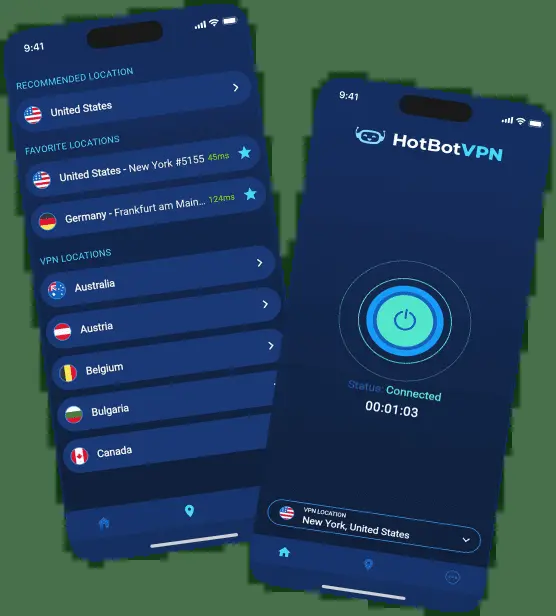 9:41
RECOMMENDED LOCATION
United States
FAVORITE LOCATIONS
United States - New York #5155 45ms
Germany - Frankfurt am Main... 124ms
VPN LOCATIONS
Australia
Austria
Belgium
Bulgaria
Canada
9:41
HotBotVPN
Status: Connected
00:01:03
VPN LOCATION
New York, United States